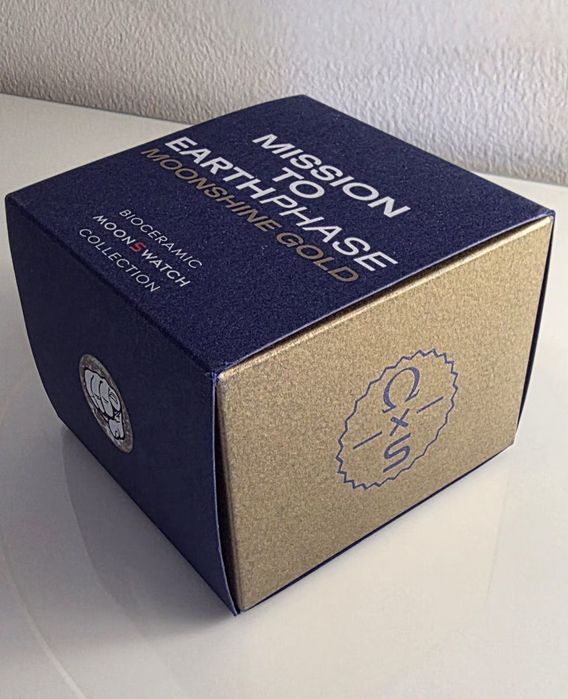 MISSION
TO
EARTHPHASE
MOONSHINE GOLD
BIOCERAMIC
MOONSWATCH
COLLECTION
Ω
×
S